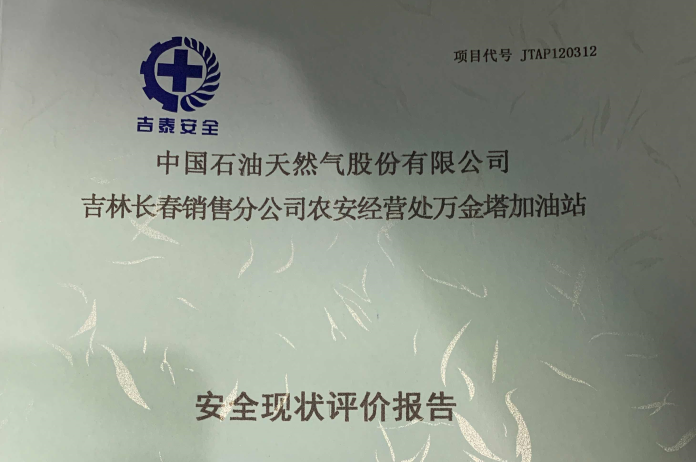 项目代号 JTAP120312
吉泰安全
中国石油天然气股份有限公司
吉林长春销售分公司农安经营处万金塔加油站
安全现状评价报告